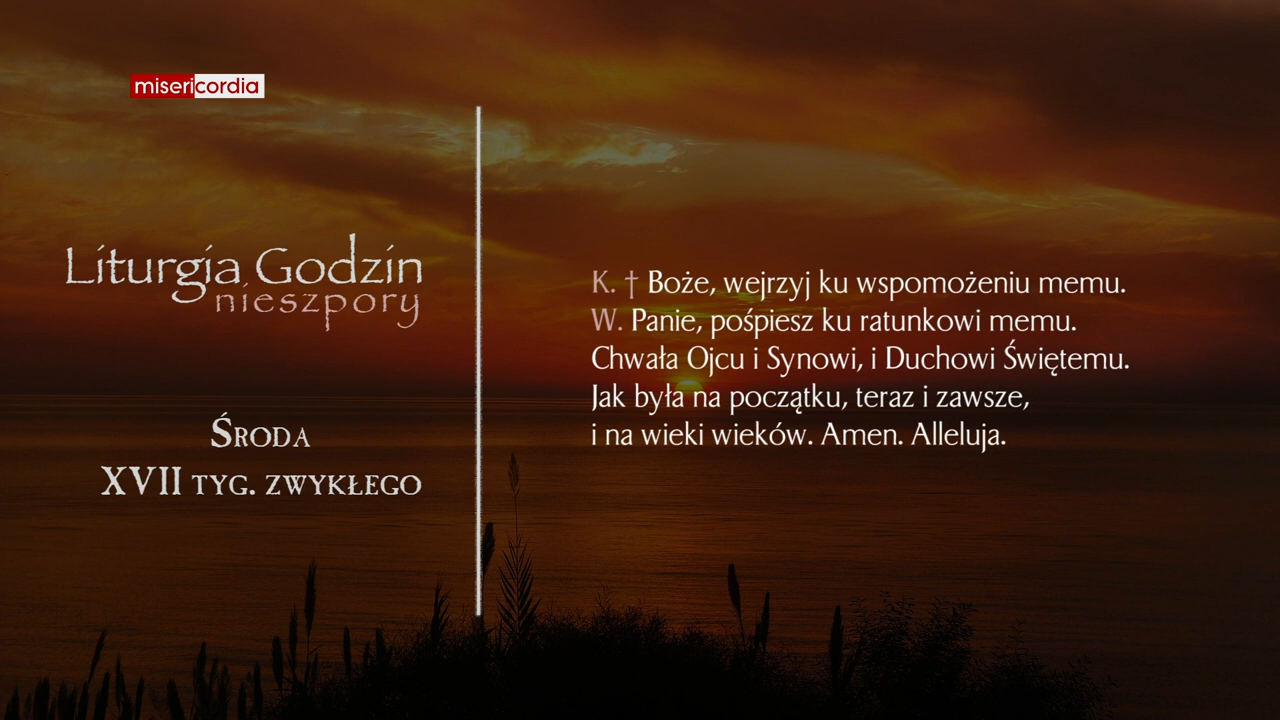 misericordia
Liturgia Godzin
nieszpory
Środa
XVII tyg. zwykłego
K. † Boże, wejrzyj ku wspomożeniu memu.
W. Panie, pośpiesz ku ratunkowi memu.
Chwała Ojcu i Synowi, i Duchowi Świętemu.
Jak była na początku, teraz i zawsze,
i na wieki wieków. Amen. Alleluja.